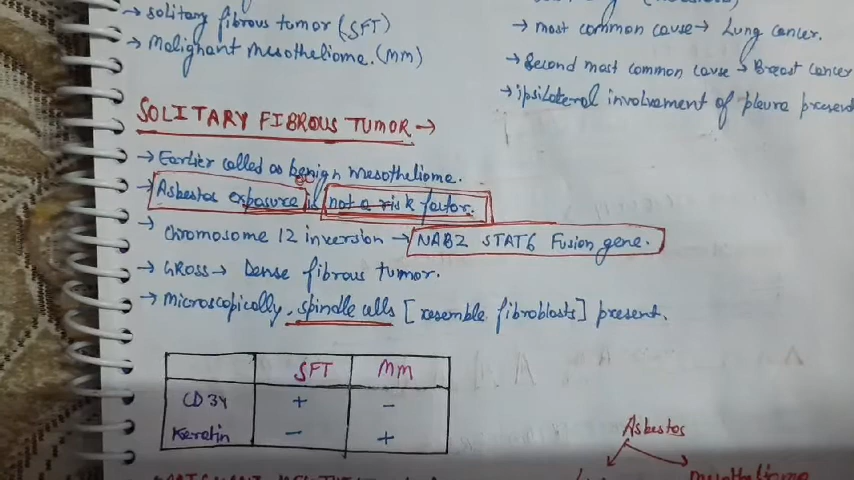 → solitary fibrous tumor (SFT)
→ Malignant mesothelioma. (MM)
→ most common cause → Lung cancer.
→ Second most common cause → Breast cancer
→ ipsilateral involvement of pleura present
SOLITARY FIBROUS TUMOR →
→ Earlier called as benign mesothelioma.
→ Asbestos exposure is not a risk factor.
→ Chromosome 12 inversion → NAB2 STAT6 Fusion gene.
→ GROSS → Dense fibrous tumor.
→ Microscopically, spindle cells [resemble fibroblasts] present.
SFT MM
CD34 + -
Keratin - +
Asbestos
mesothelioma